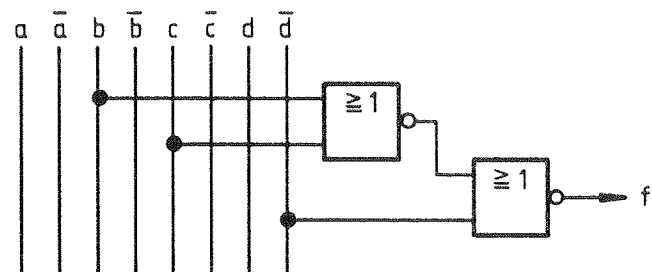 a a̅ b b̅ c c̅ d d̅
≧ 1
≧ 1
f